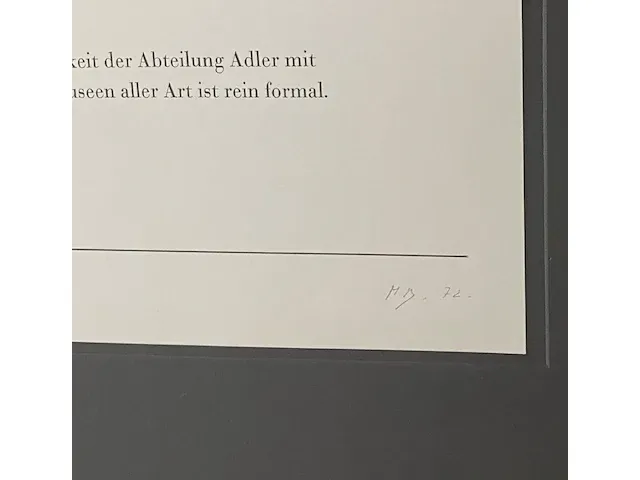 keit der Abteilung Adler mit
useen aller Art ist rein formal.
M B. 72.